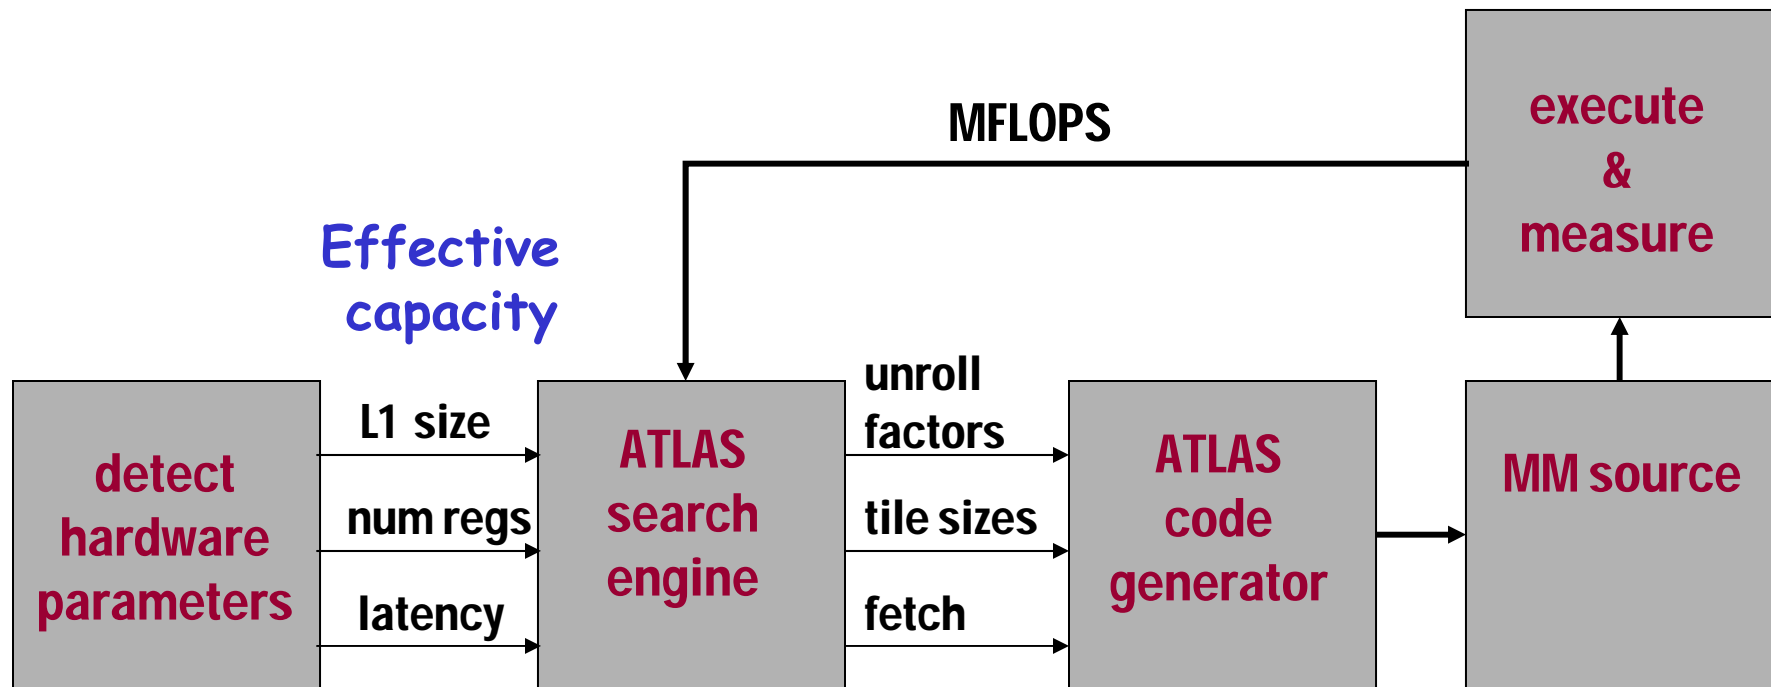 execute
&
measure
MFLOPS
Effective
capacity
detect
hardware
parameters
L1 size
num regs
latency
ATLAS
search
engine
unroll
factors
tile sizes
fetch
ATLAS
code
generator
MM source